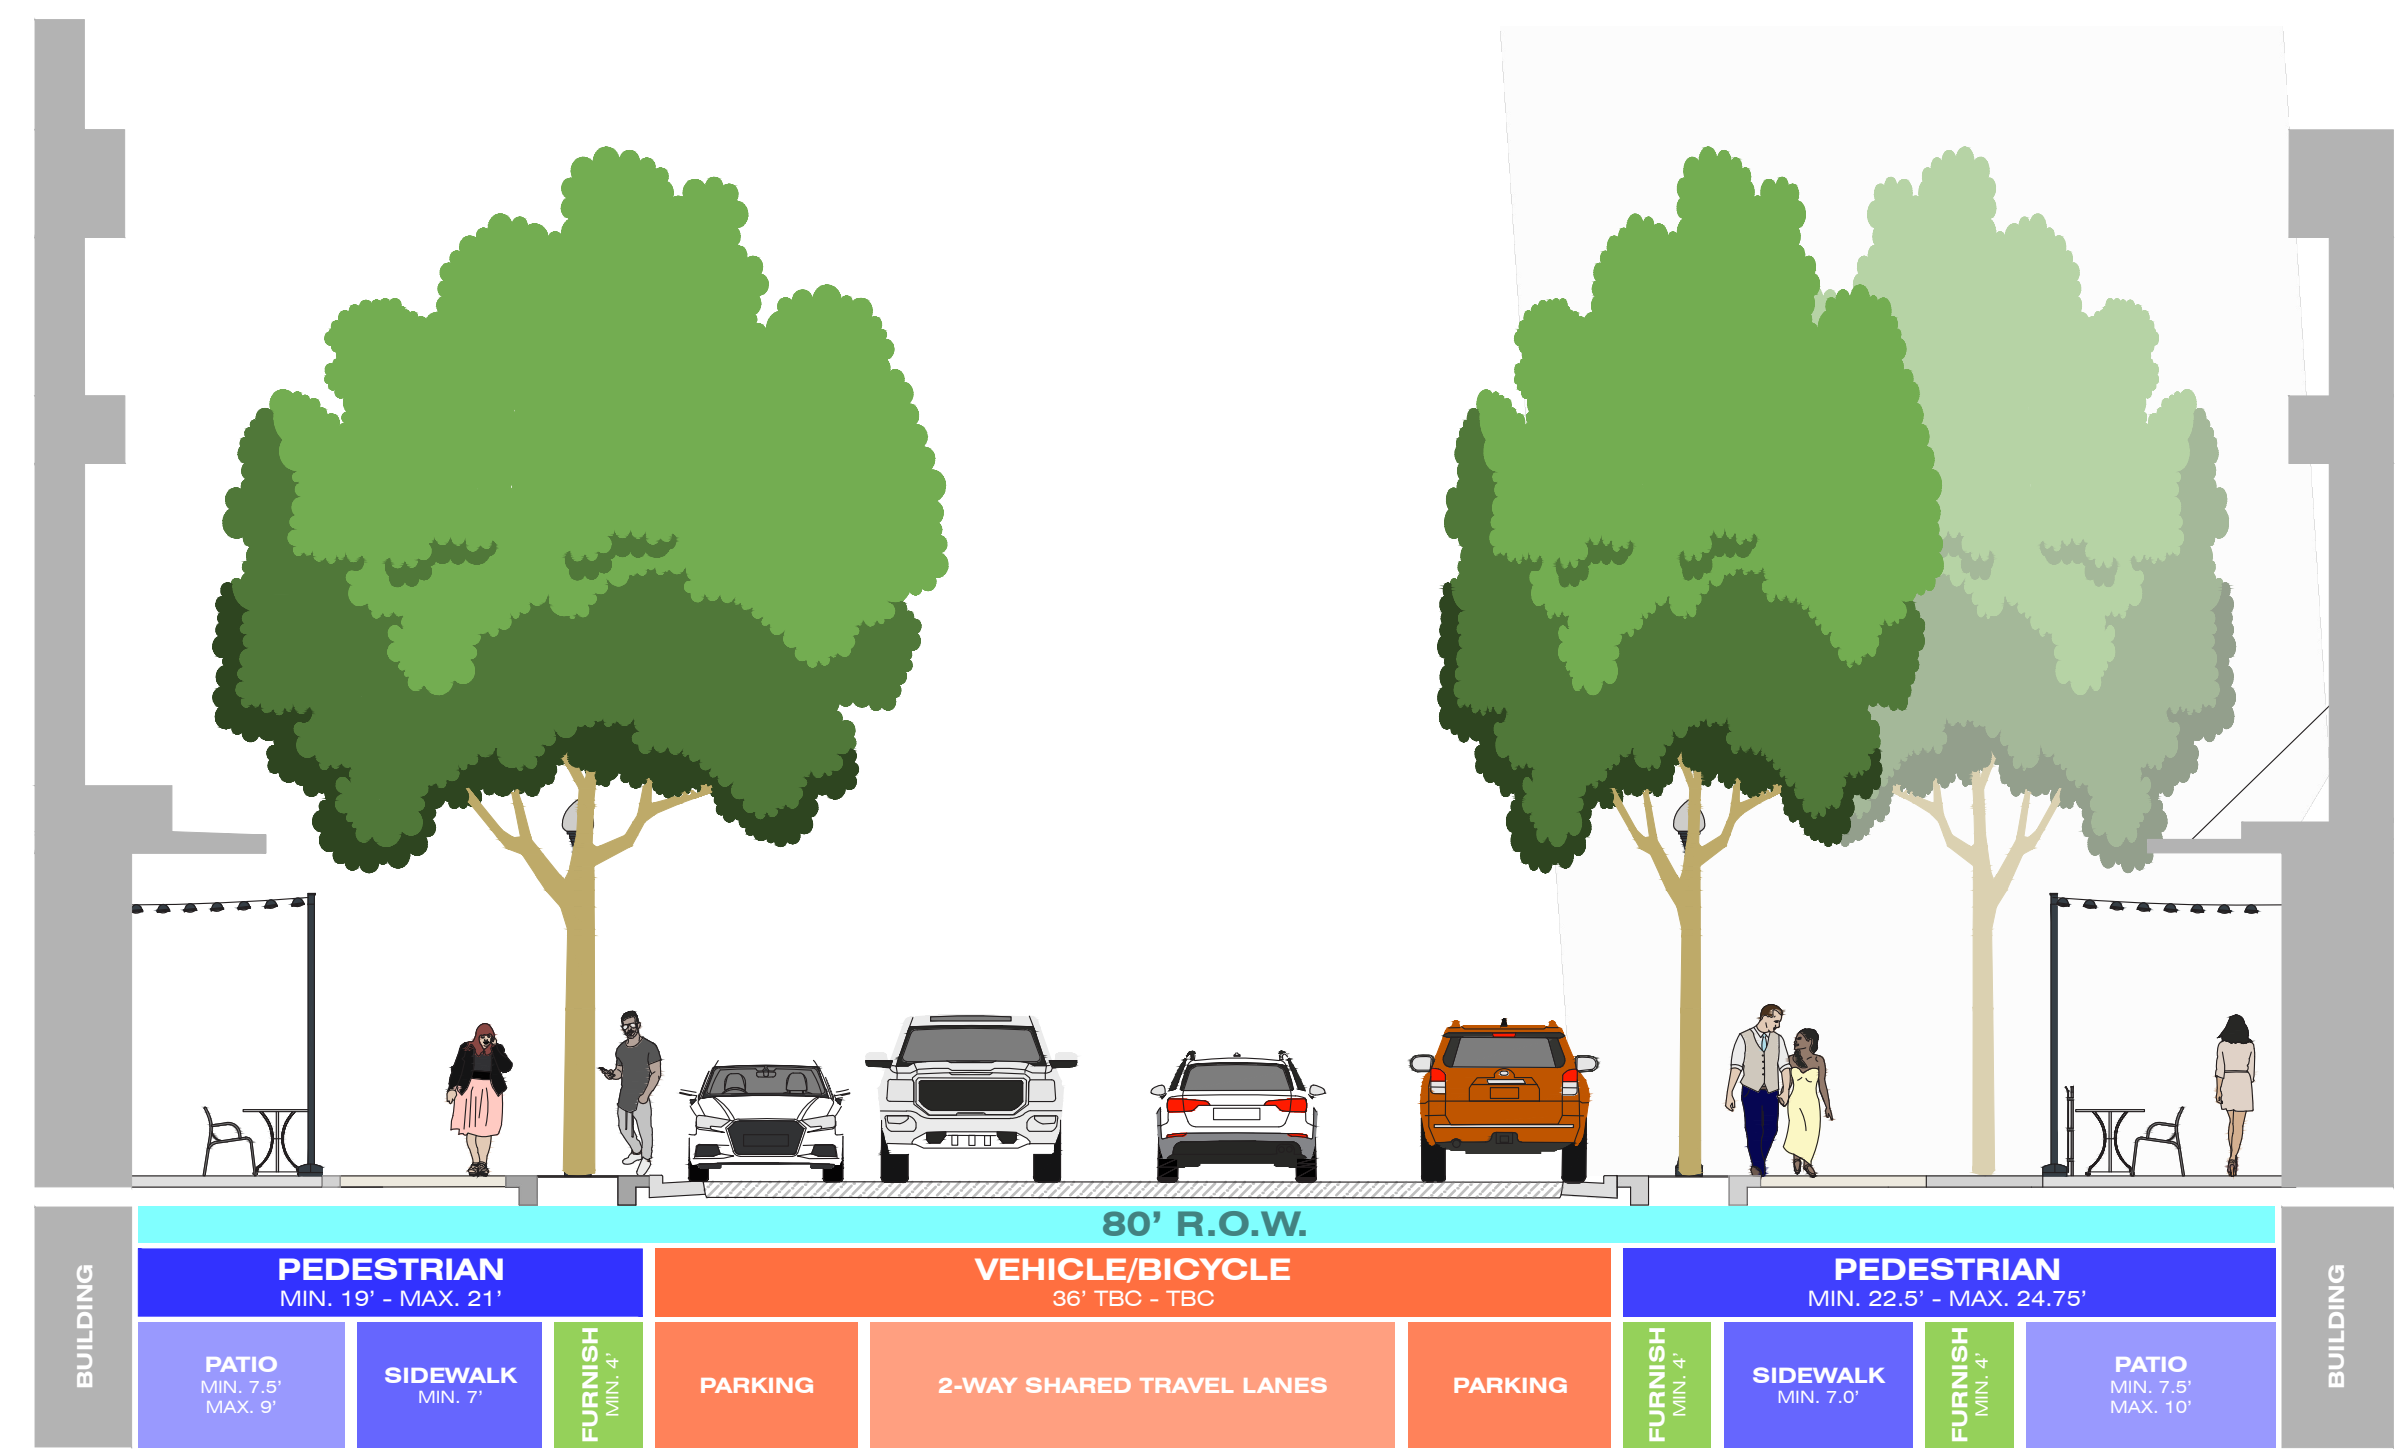 80’ R.O.W.
PEDESTRIAN
MIN. 19’ - MAX. 21’
VEHICLE/BICYCLE
36’ TBC - TBC
PEDESTRIAN
MIN. 22.5’ - MAX. 24.75’
BUILDING
PATIO
MIN. 7.5’
MAX. 9’
SIDEWALK
MIN. 7’
FURNISH
MIN. 4’
PARKING
2-WAY SHARED TRAVEL LANES
PARKING
FURNISH
MIN. 4’
SIDEWALK
MIN. 7.0’
FURNISH
MIN. 4’
PATIO
MIN. 7.5’
MAX. 10’
BUILDING